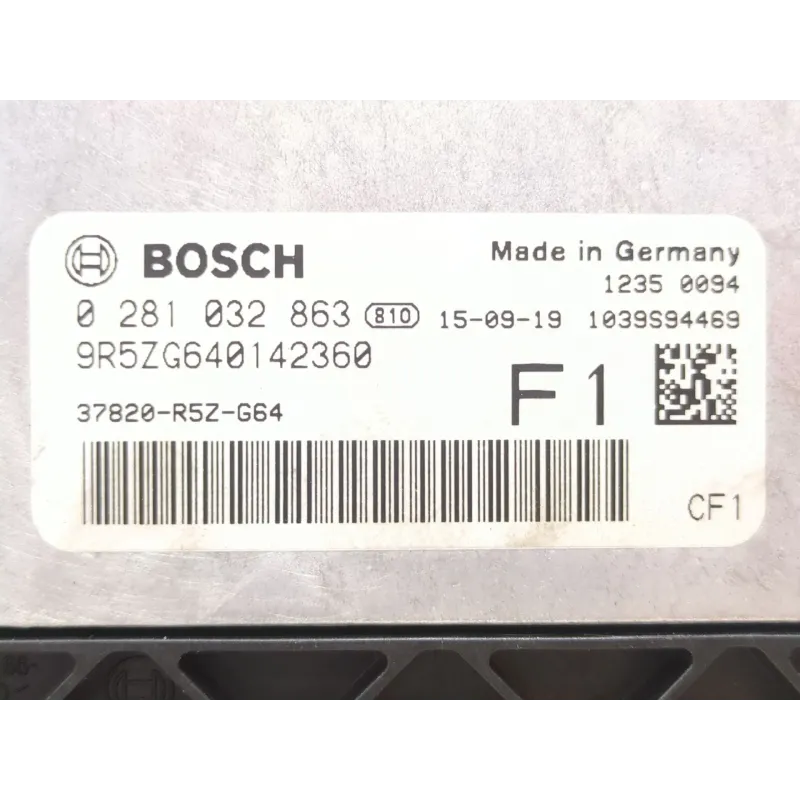 BOSCH Made in Germany
1235 0094
0 281 032 863 810 15-09-19 1039S94469
9R5ZG640142360
F1
37820-R5Z-G64
CF1